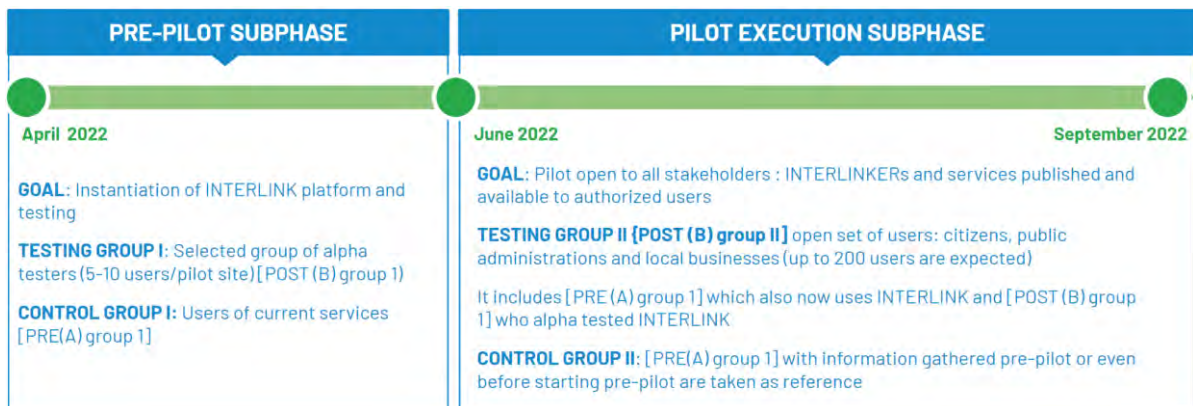 PRE-PILOT SUBPHASE
April 2022
GOAL: Instantiation of INTERLINK platform and
testing
TESTING GROUP I: Selected group of alpha
testers (5-10 users/pilot site) [POST (B) group 1)
CONTROL GROUP I: Users of current services
[PRE(A) group 1]
PILOT EXECUTION SUBPHASE
June 2022
September 2022
GOAL: Pilot open to all stakeholders : INTERLINKERs and services published and
available to authorized users
TESTING GROUP II {POST (B) group II] open set of users: citizens, public
administrations and local businesses (up to 200 users are expected)
It includes [PRE (A) group 1] which also now uses INTERLINK and [POST (B) group
1] who alpha tested INTERLINK
CONTROL GROUP II: [PRE(A) group 1] with information gathered pre-pilot or even
before starting pre-pilot are taken as reference